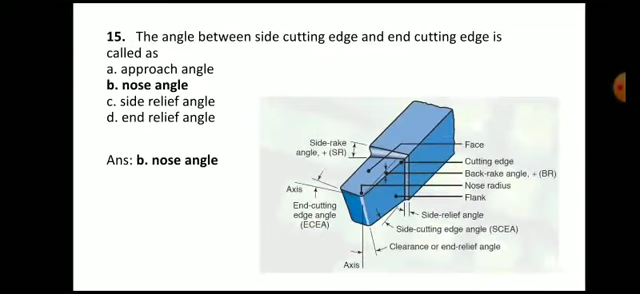 15. The angle between side cutting edge and end cutting edge is
called as
a. approach angle
b. nose angle
c. side relief angle
d. end relief angle
Ans: b. nose angle
Side-rake
angle, + (SR)
Face
Cutting edge
Back-rake angle, + (BR)
Nose radius
Flank
Axis
End-cutting
edge angle
(ECEA)
Side-relief angle
Side-cutting edge angle (SCEA)
Clearance or end-relief angle
Axis